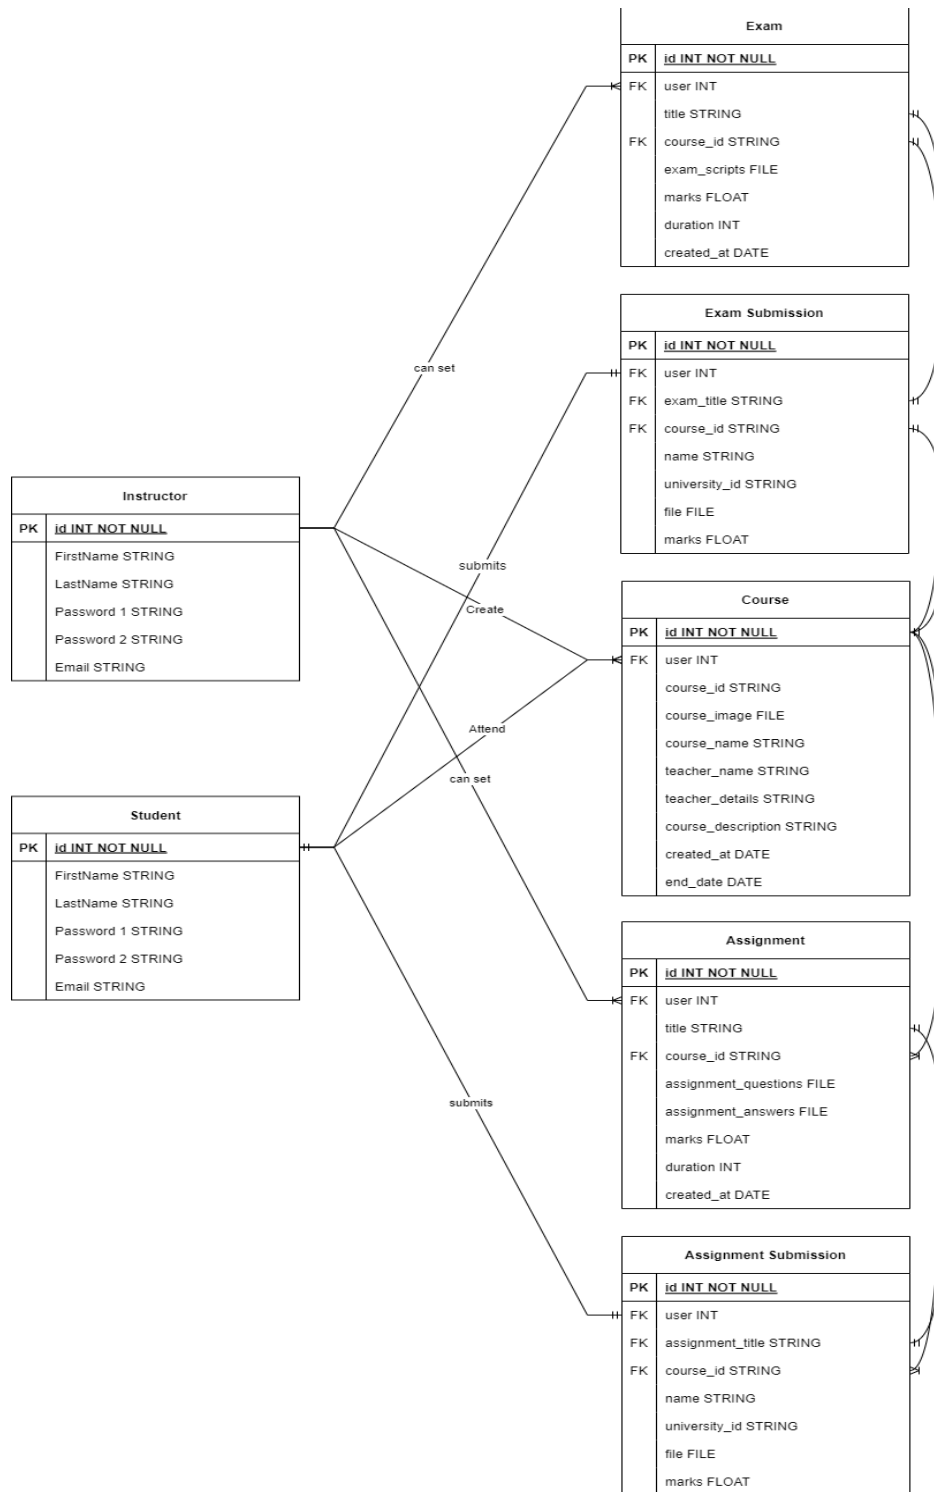 Exam
PK id INT NOT NULL
FK user INT
title STRING
FK course_id STRING
exam_scripts FILE
marks FLOAT
duration INT
created_at DATE
can set
Exam Submission
PK id INT NOT NULL
FK user INT
FK exam_title STRING
FK course_id STRING
name STRING
university_id STRING
file FILE
marks FLOAT
Instructor
PK id INT NOT NULL
FirstName STRING
LastName STRING
Password 1 STRING
Password 2 STRING
Email STRING
submits
Create
Course
PK id INT NOT NULL
FK user INT
course_id STRING
course_image FILE
course_name STRING
teacher_name STRING
teacher_details STRING
course_description STRING
created_at DATE
end_date DATE
Attend
can set
Student
PK id INT NOT NULL
FirstName STRING
LastName STRING
Password 1 STRING
Password 2 STRING
Email STRING
Assignment
PK id INT NOT NULL
FK user INT
title STRING
FK course_id STRING
assignment_questions FILE
assignment_answers FILE
marks FLOAT
duration INT
created_at DATE
submits
Assignment Submission
PK id INT NOT NULL
FK user INT
FK assignment_title STRING
FK course_id STRING
name STRING
university_id STRING
file FILE
marks FLOAT